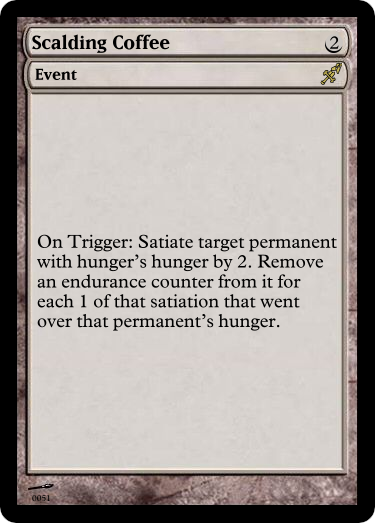 Scalding Coffee 2
Event
On Trigger: Satiate target permanent
with hunger's hunger by 2. Remove
an endurance counter from it for
each 1 of that satiation that went
over that permanent's hunger.
0051